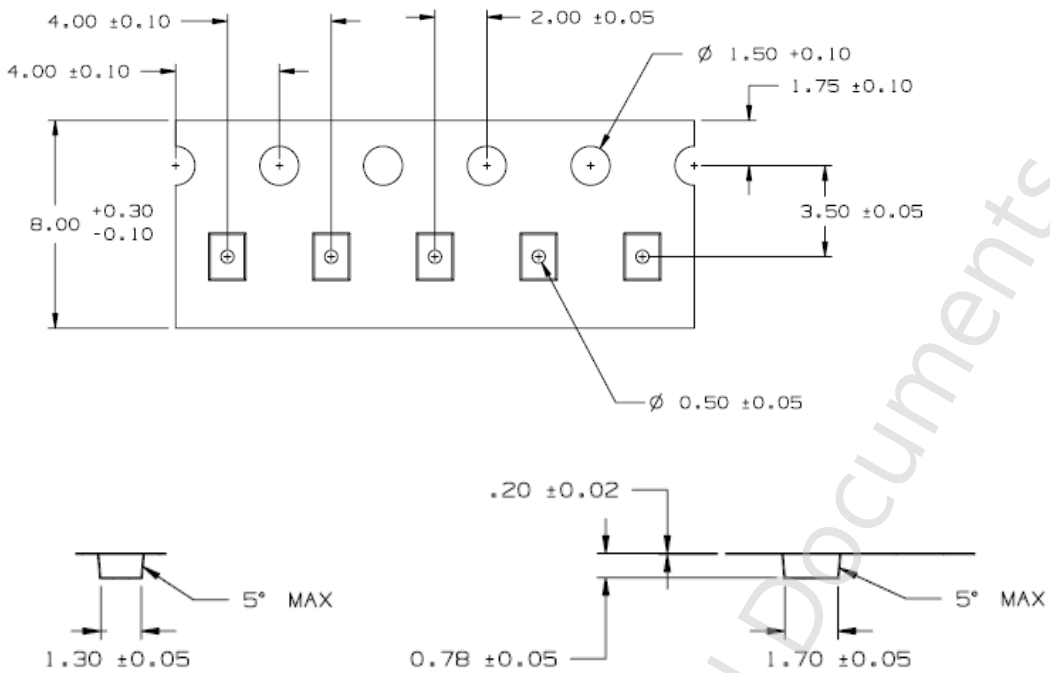 4.00 ±0.10
2.00 ±0.05
Ø 1.50 +0.10
4.00 ±0.10
1.75 ±0.10
8.00 +0.30 -0.10
3.50 ±0.05
Ø 0.50 ±0.05
.20 ±0.02
5° MAX
5° MAX
1.30 ±0.05
0.78 ±0.05
1.70 ±0.05
Documents